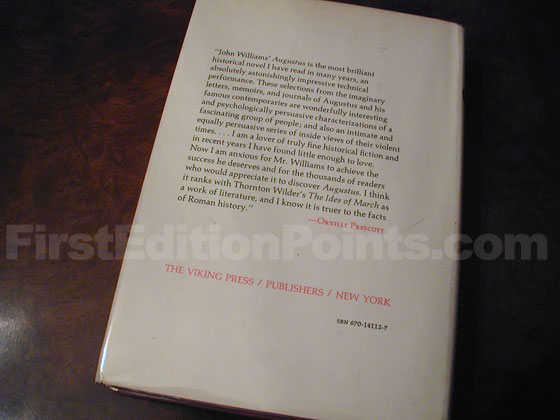 "John Williams' Augustus is the most brilliant
historical novel I have read in many years, an
absolutely astonishingly impressive technical
performance. These selections from the imaginary
letters, memoirs, and journals of Augustus and his
famous contemporaries are wonderfully interesting
and psychologically persuasive characterizations of a
fascinating group of people; and also an intimate and
equally persuasive series of inside views of their violent
times. . . . I am a lover of truly fine historical fiction and
in recent years I have found little enough to love.
Now I am anxious for Mr. Williams to achieve the
success he deserves and for the thousands of readers
who would appreciate it to discover Augustus. I think
it ranks with Thornton Wilder's The Ides of March as
a work of literature, and I know it is truer to the facts
of Roman history."
—Orville Prescott
FirstEditionPoints.com
THE VIKING PRESS / PUBLISHERS / NEW YORK
SBN 670-14112-7